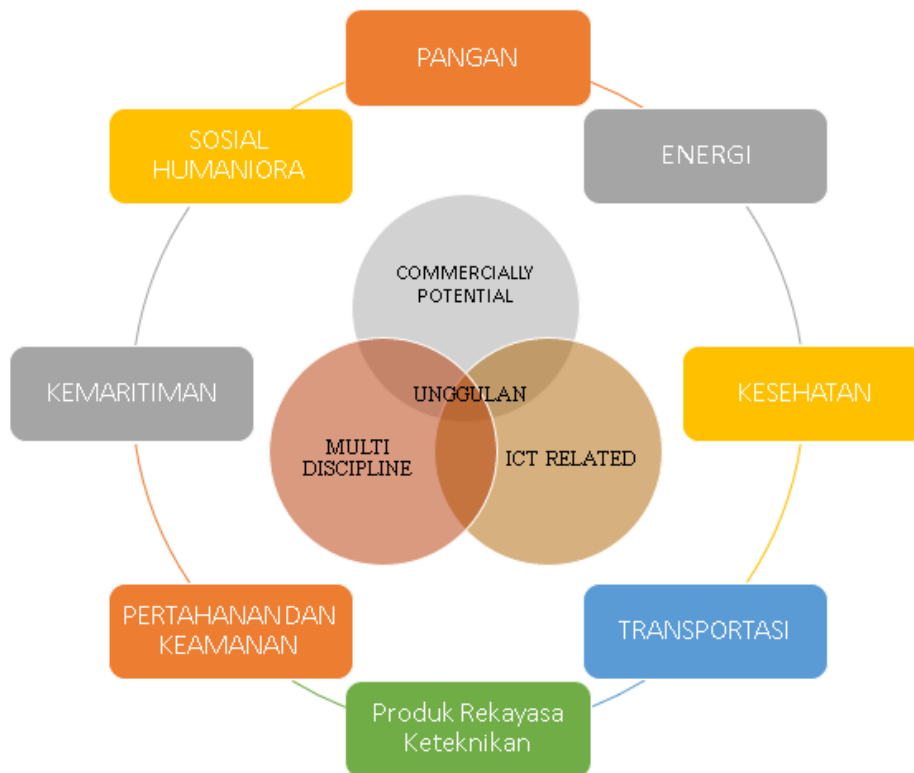 PANGAN
SOSIAL
HUMANIORA
ENERGI
COMMERCIALLY
POTENTIAL
KEMARITIMAN
UNGGULAN
KESEHATAN
MULTI
DISCIPLINE
ICT RELATED
PERTAHANAN DAN
KEAMANAN
TRANSPORTASI
Produk Rekayasa
Keteknikan